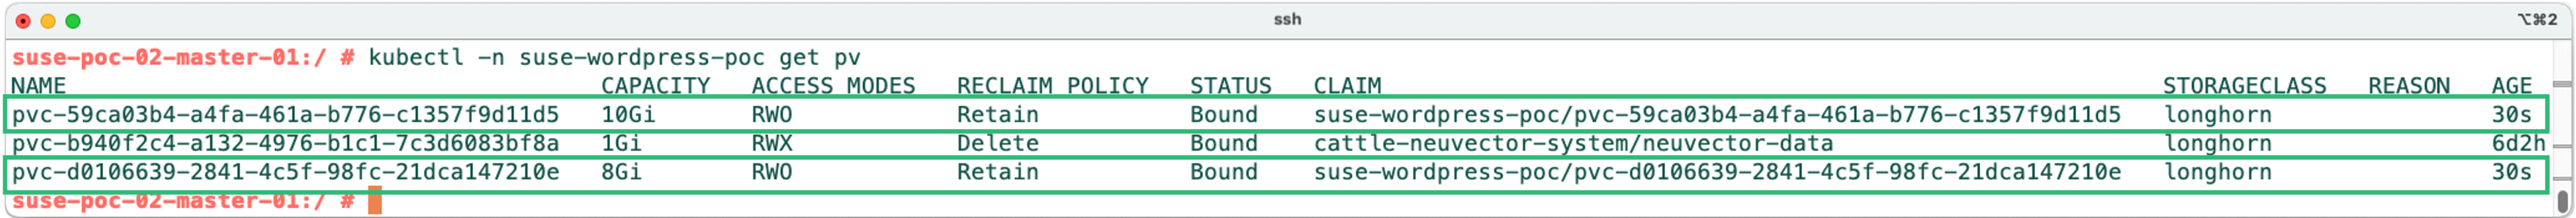 ssh
⌥⌘2
suse-poc-02-master-01:/ # kubectl -n suse-wordpress-poc get pv
NAME CAPACITY ACCESS MODES RECLAIM POLICY STATUS CLAIM STORAGECLASS REASON AGE
pvc-59ca03b4-a4fa-461a-b776-c1357f9d11d5 10Gi RWO Retain Bound suse-wordpress-poc/pvc-59ca03b4-a4fa-461a-b776-c1357f9d11d5 longhorn 30s
pvc-b940f2c4-a132-4976-b1c1-7c3d6083bf8a 1Gi RWX Delete Bound cattle-neuvector-system/neuvector-data longhorn 6d2h
pvc-d0106639-2841-4c5f-98fc-21dca147210e 8Gi RWO Retain Bound suse-wordpress-poc/pvc-d0106639-2841-4c5f-98fc-21dca147210e longhorn 30s
suse-poc-02-master-01:/ #